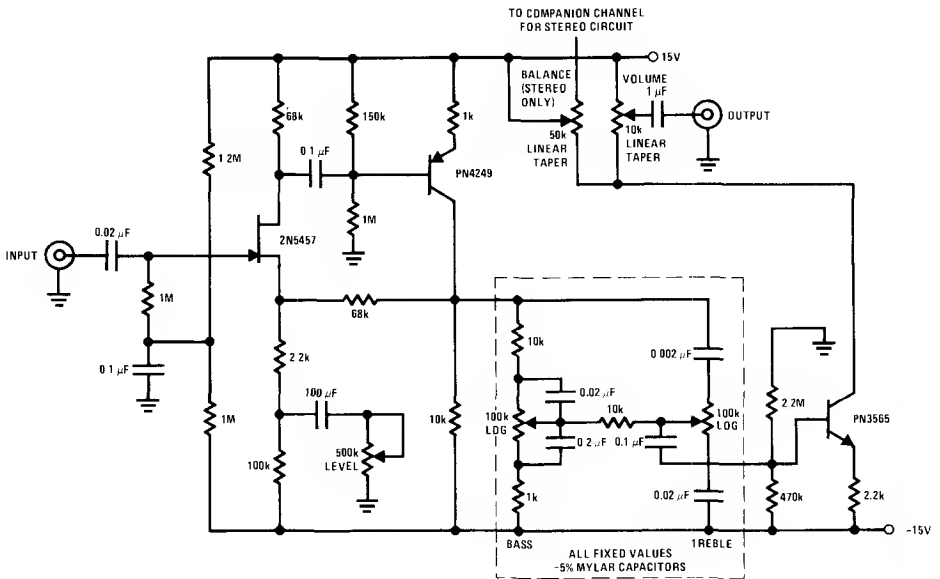 TO COMPANION CHANNEL
FOR STEREO CIRCUIT
15V
BALANCE
(STEREO
ONLY)
VOLUME
1 µF
OUTPUT
68k
150k
1k
50k
LINEAR
TAPER
10k
LINEAR
TAPER
1 2M
0 1 µF
PN4249
0.02 µF
2N5457
1M
INPUT
1M
68k
10k
0 002 µF
0 1 µF
2 2k
0.02 µF
100 µF
2.2M
100k
LOG
10k
100k
LOG
PN3565
1M
10k
0 2 µF
0.1 µF
100k
500k
LEVEL
0.02 µF
470k
2.2k
1k
-15V
BASS
1REBLE
ALL FIXED VALUES
-5% MYLAR CAPACITORS